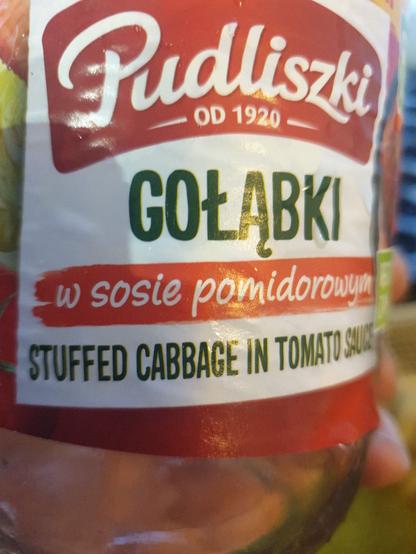 Pudliszki
OD 1920
GOŁĄBKI
w sosie pomidorowym
STUFFED CABBAGE IN TOMATO SAUCE